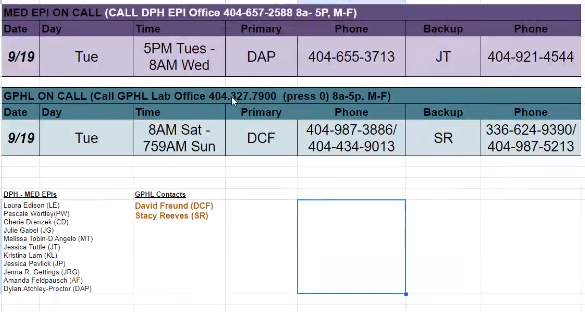 MED EPI ON CALL (CALL DPH EPI Office 404-657-2588 8a- 5P, M-F)
Date Day Time Primary Phone Backup Phone
9/19 Tue 5PM Tues - 8AM Wed DAP 404-655-3713 JT 404-921-4544
GPHL ON CALL (Call GPHL Lab Office 404.327.7900 (press 0) 8a-5p, M-F)
Date Day Time Primary Phone Backup Phone
9/19 Tue 8AM Sat - 759AM Sun DCF 404-987-3886/ 404-434-9013 SR 336-624-9390/ 404-987-5213
DPH - MED EPIs
Laura Edison (LE)
Pascale Wortley(PW)
Cherie Drenzek (CD)
Julie Gabel (JG)
Melissa Tobin-D'Angelo (MT)
Jessica Tuttle (JT)
Kristina Lam (KL)
Jessica Pavlick (JP)
Jenna R. Gettings (JRG)
Amanda Feldpausch (AF)
Dylan Atchley-Proctor (DAP)
GPHL Contacts
David Freund (DCF)
Stacy Reeves (SR)